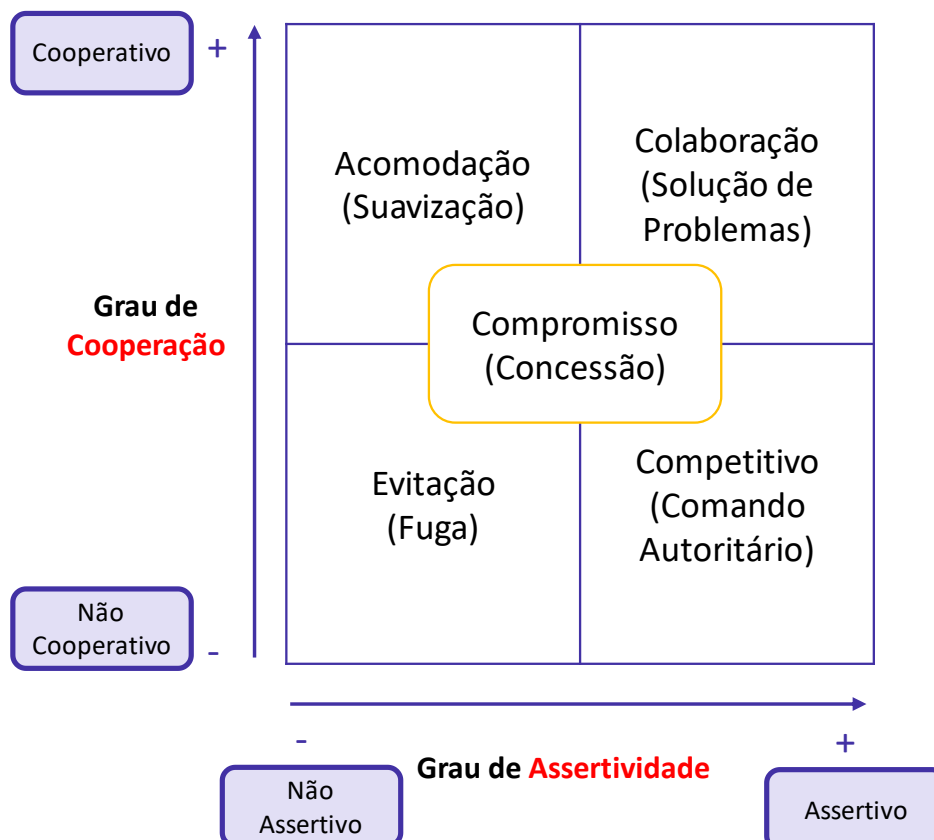 Cooperativo
+
Acomodação
(Suavização)
Colaboração
(Solução de
Problemas)
Grau de
Cooperação
Compromisso
(Concessão)
Evitação
(Fuga)
Competitivo
(Comando
Autoritário)
Não
Cooperativo
-
-
+
Grau de Assertividade
Não
Assertivo
Assertivo